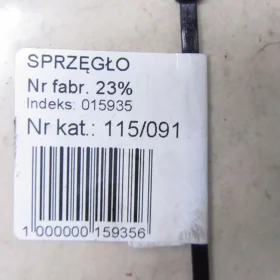 SPRZĘGŁO
Nr fabr. 23%
Indeks: 015935
Nr kat.: 115/091
1 000000 159356